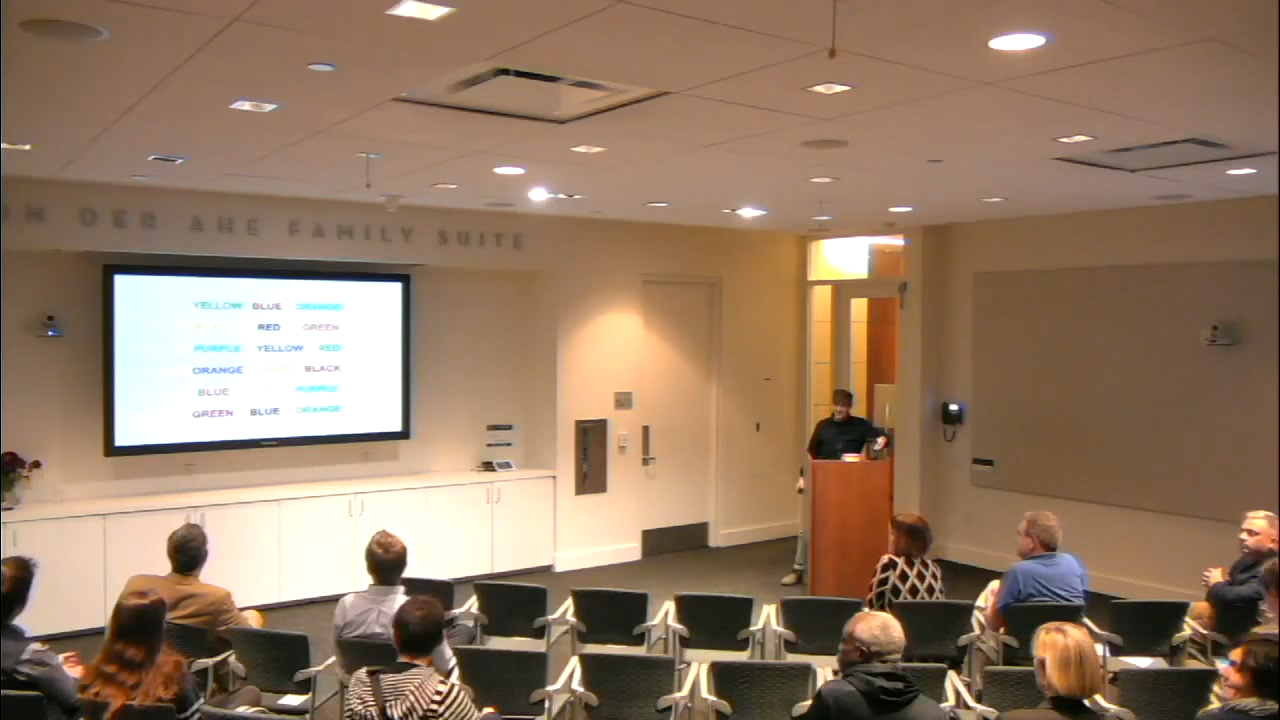 DER AHE FAMILY SUITE
YELLOW BLUE ORANGE
RED GREEN
PURPLE YELLOW RED
ORANGE BLACK
BLUE PURPLE
GREEN BLUE ORANGE